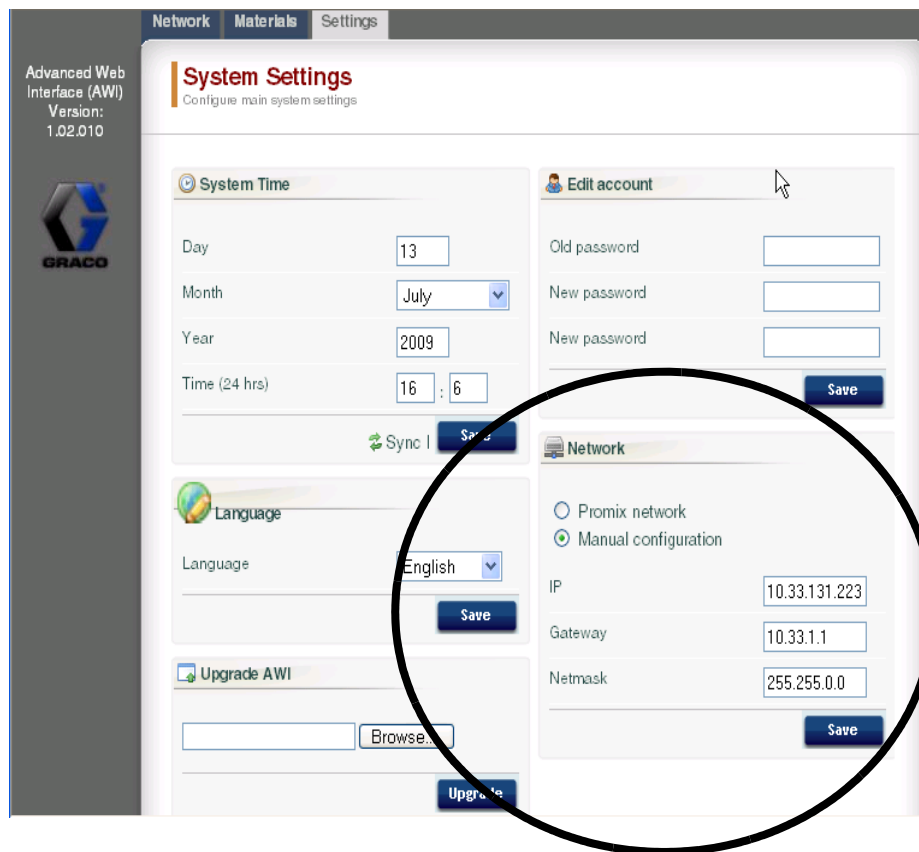 Network Materials Settings
Advanced Web
Interface (AWI)
Version:
1.02.010
GRACO
System Settings
Configure main system settings
System Time
Day 13
Month July
Year 2009
Time (24 hrs) 16 : 6
Sync I Save
Language
Language English
Save
Upgrade AWI
Browse...
Upgrade
Edit account
Old password
New password
New password
Save
Network
Promix network
Manual configuration
IP 10.33.131.223
Gateway 10.33.1.1
Netmask 255.255.0.0
Save